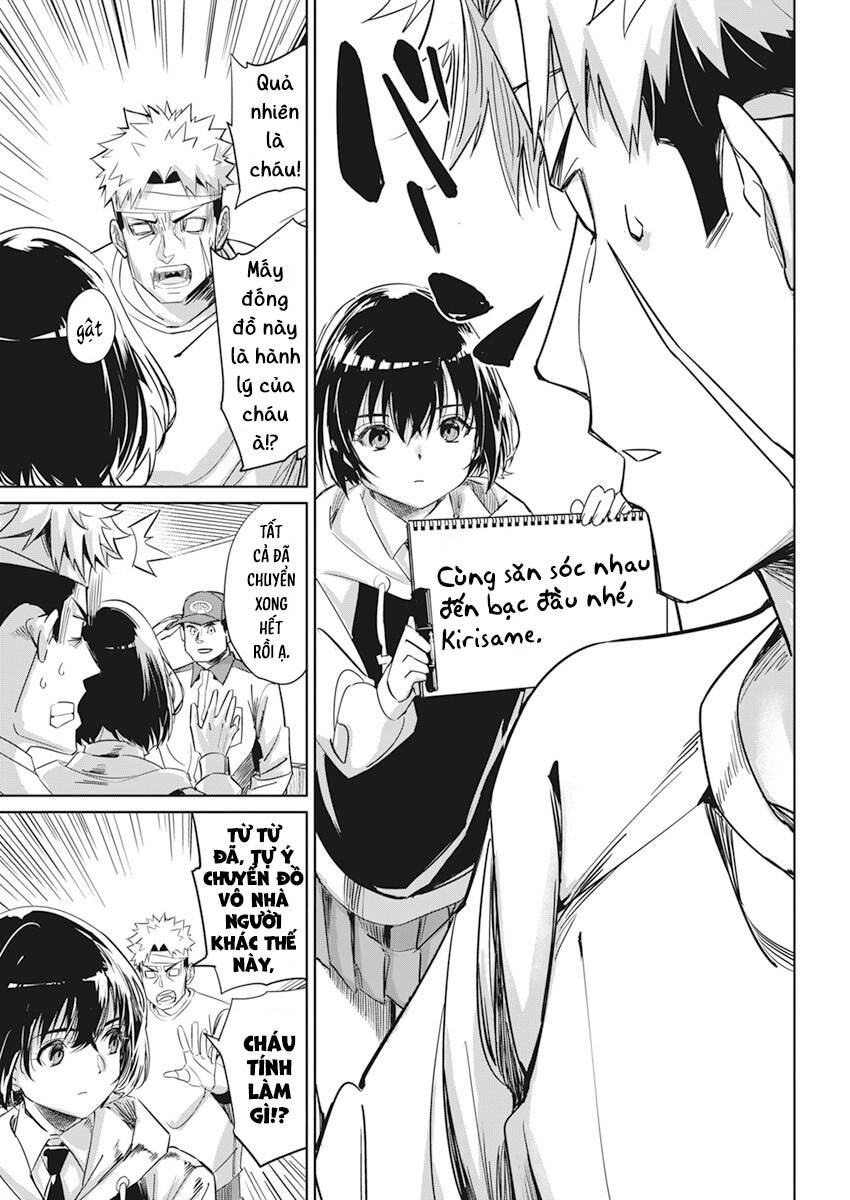 Cùng săn sóc nhau
đến bạc đầu nhé,
Kirisame.
Quả
nhiên
là
cháu!
Mấy
đống
đồ này
là hành
lý của
cháu
à!?
gật
TẤT
CẢ ĐÃ
CHUYỂN
XONG
HẾT
RỒI Ạ.
TỪ TỪ
ĐÃ, TỰ Ý
CHUYỂN ĐỒ
VÔ NHÀ
NGƯỜI
KHÁC THẾ
NÀY,
CHÁU
TÍNH
LÀM
GÌ!?